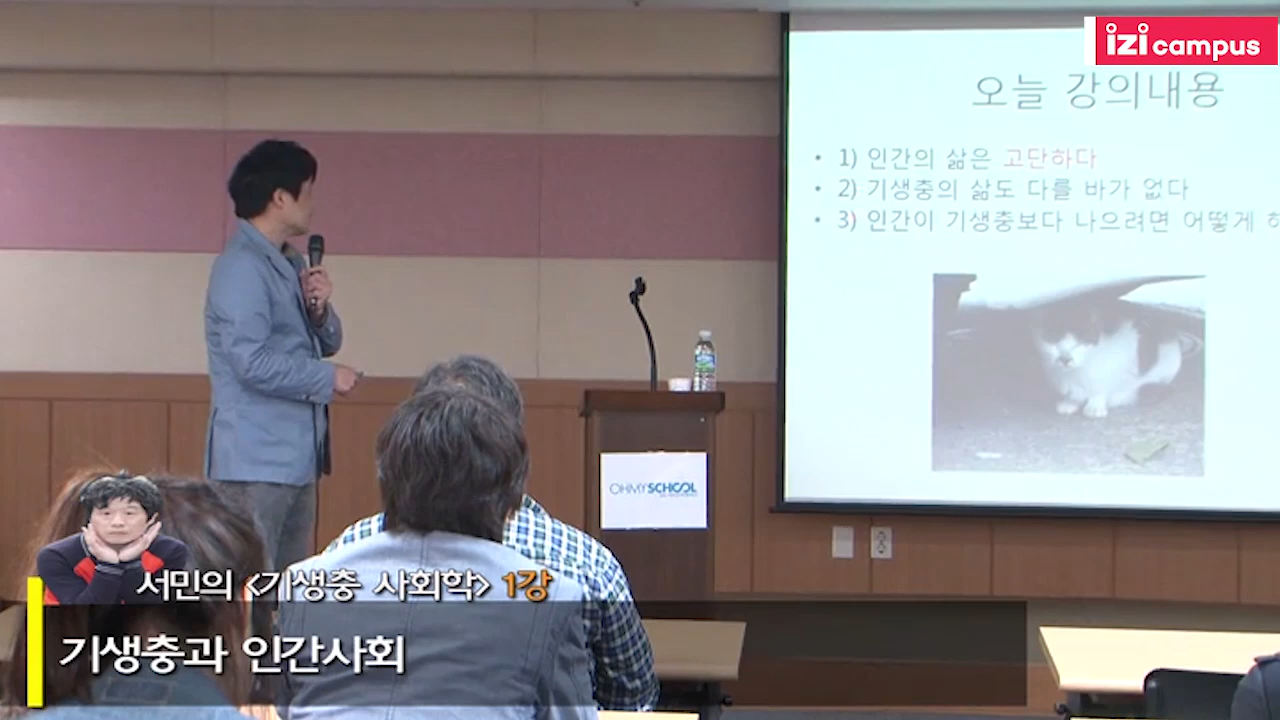 izi campus
오늘 강의내용
• 1) 인간의 삶은 고단하다
• 2) 기생충의 삶도 다를 바가 없다
• 3) 인간이 기생충보다 나으려면 어떻게
OHMYSCHOOL
서민의 <기생충 사회학> 1강
기생충과 인간사회